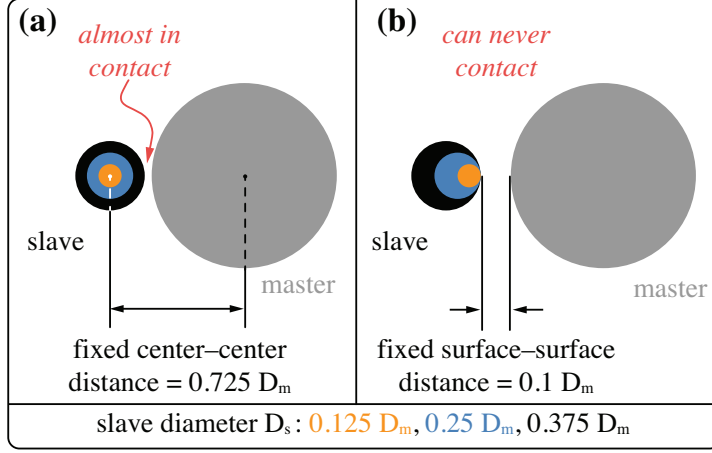 (a)
almost in
contact
slave
master
fixed center–center
distance = 0.725 Dₘ
(b)
can never
contact
slave
master
fixed surface–surface
distance = 0.1 Dₘ
slave diameter Dₛ: 0.125 Dₘ, 0.25 Dₘ, 0.375 Dₘ